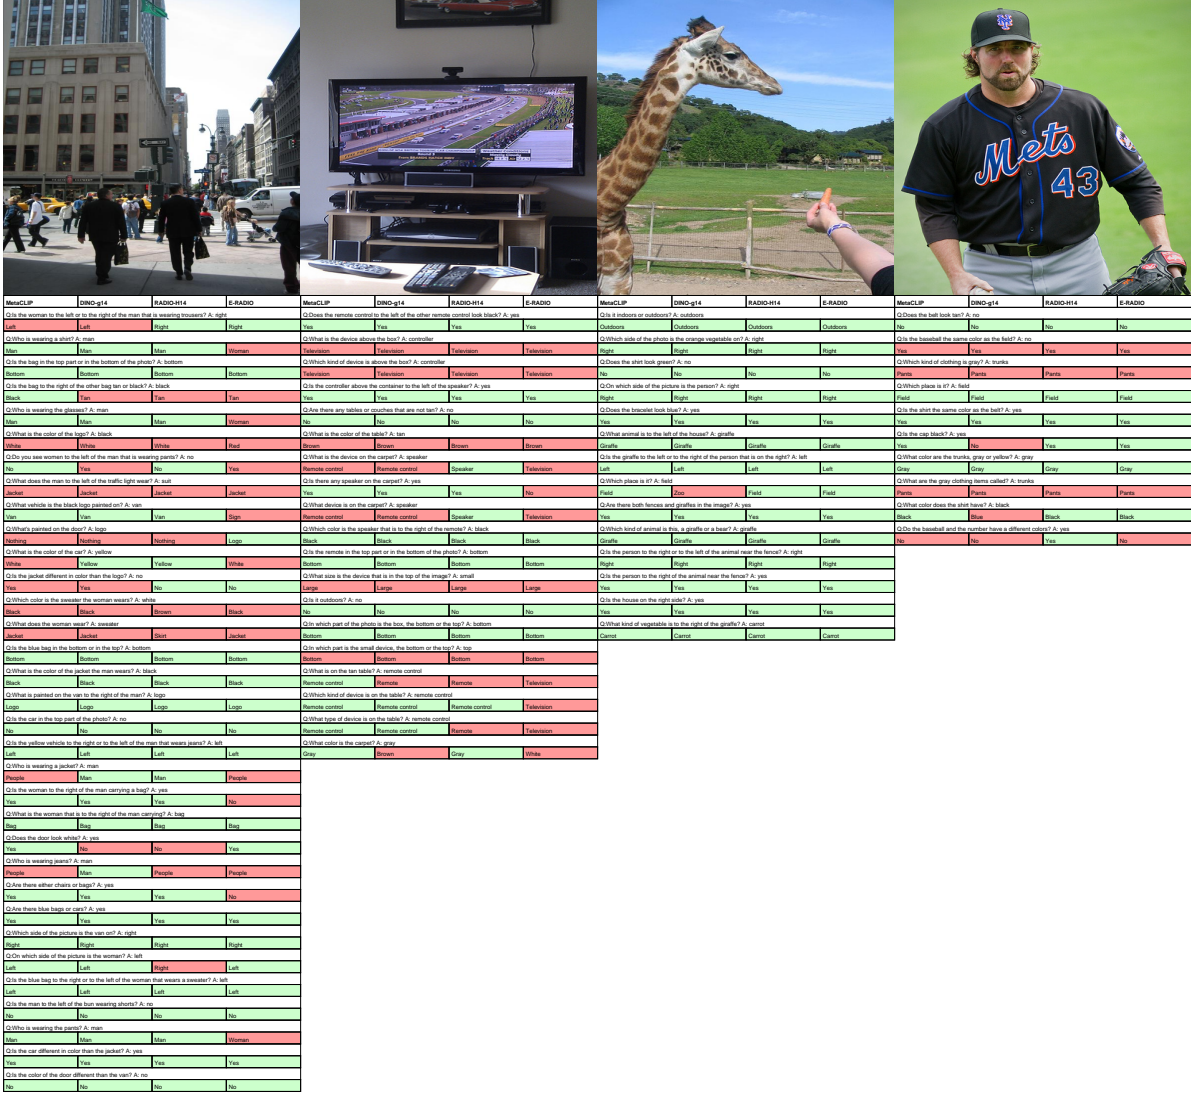 Mets
43
MetaCLIP DINO-g14 RADIO-H14 E-RADIO
Q:Is the woman to the left or to the right of the man that is wearing trousers? A: right
Left Left Right Right
Q:Who is wearing a shirt? A: man
Man Man Man Woman
Q:Is the bag in the top part or in the bottom of the photo? A: bottom
Bottom Bottom Bottom Bottom
Q:Is the bag to the right of the other bag tan or black? A: black
Black Tan Tan Tan
Q:Who is wearing the glasses? A: man
Man Man Man Woman
Q:What is the color of the logo? A: black
White White White Red
Q:Do you see women to the left of the man that is wearing pants? A: no
No Yes No Yes
Q:What does the man to the left of the traffic light wear? A: suit
Jacket Jacket Jacket Jacket
Q:What vehicle is the black logo painted on? A: van
Van Van Van Sign
Q:What's painted on the door? A: logo
Nothing Nothing Nothing Logo
Q:What is the color of the car? A: yellow
White Yellow Yellow White
Q:Is the jacket different in color than the logo? A: no
Yes Yes No No
Q:Which color is the sweater the woman wears? A: white
Black Black Brown Black
Q:What does the woman wear? A: sweater
Jacket Jacket Skirt Jacket
Q:Is the blue bag in the bottom or in the top? A: bottom
Bottom Bottom Bottom Bottom
Q:What is the color of the jacket the man wears? A: black
Black Black Black Black
Q:What is painted on the van to the right of the man? A: logo
Logo Logo Logo Logo
Q:Is the car in the top part of the photo? A: no
No No No No
Q:Is the yellow vehicle to the right or to the left of the man that wears jeans? A: left
Left Left Left Left
Q:Who is wearing a jacket? A: man
People Man Man People
Q:Is the woman to the right of the man carrying a bag? A: yes
Yes Yes Yes No
Q:What is the woman that is to the right of the man carrying? A: bag
Bag Bag Bag Bag
Q:Does the door look white? A: yes
Yes No No Yes
Q:Who is wearing jeans? A: man
People Man People People
Q:Are there either chairs or bags? A: yes
Yes Yes Yes No
Q:Are there blue bags or cars? A: yes
Yes Yes Yes Yes
Q:Which side of the picture is the van on? A: right
Right Right Right Right
Q:On which side of the picture is the woman? A: left
Left Left Right Left
Q:Is the blue bag to the right or to the left of the woman that wears a sweater? A: left
Left Left Left Left
Q:Is the man to the left of the bun wearing shorts? A: no
No No No No
Q:Who is wearing the pants? A: man
Man Man Man Woman
Q:Is the car different in color than the jacket? A: yes
Yes Yes Yes Yes
Q:Is the color of the door different than the van? A: no
No No No No
MetaCLIP DINO-g14 RADIO-H14 E-RADIO
Q:Does the remote control to the left of the other remote control look black? A: yes
Yes Yes Yes Yes
Q:What is the device above the box? A: controller
Television Television Television Television
Q:Which kind of device is above the box? A: controller
Television Television Television Television
Q:Is the controller above the container to the left of the speaker? A: yes
Yes Yes Yes Yes
Q:Are there any tables or couches that are not tan? A: no
No No No No
Q:What is the color of the table? A: tan
Brown Brown Brown Brown
Q:What is the device on the carpet? A: speaker
Remote control Remote control Speaker Television
Q:Is there any speaker on the carpet? A: yes
Yes Yes Yes No
Q:What device is on the carpet? A: speaker
Remote control Remote control Speaker Television
Q:Which color is the speaker that is to the right of the remote? A: black
Black Black Black Black
Q:Is the remote in the top part or in the bottom of the photo? A: bottom
Bottom Bottom Bottom Bottom
Q:What size is the device that is in the top of the image? A: small
Large Large Large Large
Q:Is it outdoors? A: no
No No No No
Q:In which part of the photo is the box, the bottom or the top? A: bottom
Bottom Bottom Bottom Bottom
Q:In which part is the small device, the bottom or the top? A: top
Bottom Bottom Bottom Bottom
Q:What is on the tan table? A: remote control
Remote control Remote Remote Television
Q:Which kind of device is on the table? A: remote control
Remote control Remote control Remote control Television
Q:What type of device is on the table? A: remote control
Remote control Remote control Remote Television
Q:What color is the carpet? A: gray
Gray Brown Gray White
MetaCLIP DINO-g14 RADIO-H14 E-RADIO
Q:Is it indoors or outdoors? A: outdoors
Outdoors Outdoors Outdoors Outdoors
Q:Which side of the photo is the orange vegetable on? A: right
Right Right Right Right
Q:Does the shirt look green? A: no
No No No No
Q:On which side of the picture is the person? A: right
Right Right Right Right
Q:Does the bracelet look blue? A: yes
Yes Yes Yes Yes
Q:What animal is to the left of the house? A: giraffe
Giraffe Giraffe Giraffe Giraffe
Q:Is the giraffe to the left or to the right of the person that is on the right? A: left
Left Left Left Left
Q:Which place is it? A: field
Field Zoo Field Field
Q:Are there both fences and giraffes in the image? A: yes
Yes Yes Yes Yes
Q:Which kind of animal is this, a giraffe or a bear? A: giraffe
Giraffe Giraffe Giraffe Giraffe
Q:Is the person to the right or to the left of the animal near the fence? A: right
Right Right Right Right
Q:Is the person to the right of the animal near the fence? A: yes
Yes Yes Yes Yes
Q:Is the house on the right side? A: yes
Yes Yes Yes Yes
Q:What kind of vegetable is to the right of the giraffe? A: carrot
Carrot Carrot Carrot Carrot
MetaCLIP DINO-g14 RADIO-H14 E-RADIO
Q:Does the belt look tan? A: no
No No No No
Q:Is the baseball the same color as the field? A: no
Yes Yes Yes Yes
Q:Which kind of clothing is gray? A: trunks
Pants Pants Pants Pants
Q:Which place is it? A: field
Field Field Field Field
Q:Is the shirt the same color as the belt? A: yes
Yes Yes Yes Yes
Q:Is the cap black? A: yes
Yes No Yes Yes
Q:What color are the trunks, gray or yellow? A: gray
Gray Gray Gray Gray
Q:What are the gray clothing items called? A: trunks
Pants Pants Pants Pants
Q:What color does the shirt have? A: black
Black Blue Black Black
Q:Do the baseball and the number have a different colors? A: yes
No No Yes No